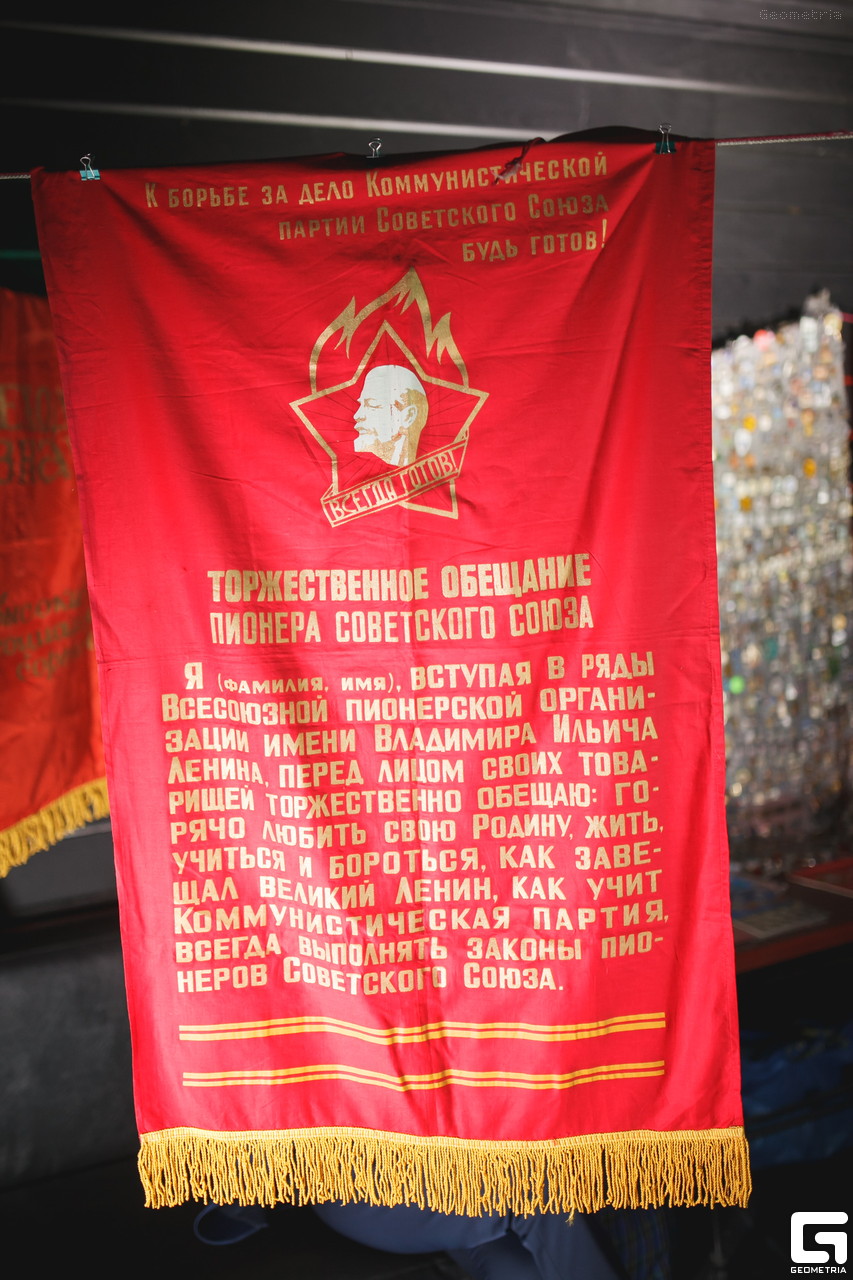 Geometria
К борьбе за дело Коммунистической
партии Советского Союза
будь готов!
ВСЕГДА ГОТОВ!
ТОРЖЕСТВЕННОЕ ОБЕЩАНИЕ
ПИОНЕРА СОВЕТСКОГО СОЮЗА
Я (фамилия, имя), вступая в ряды
Всесоюзной пионерской органи-
зации имени Владимира Ильича
Ленина, перед лицом своих това-
рищей торжественно обещаю: го-
рячо любить свою Родину, жить,
учиться и бороться, как заве-
щал великий Ленин, как учит
Коммунистическая партия,
всегда выполнять законы пио-
неров Советского Союза.
GEOMETRIA